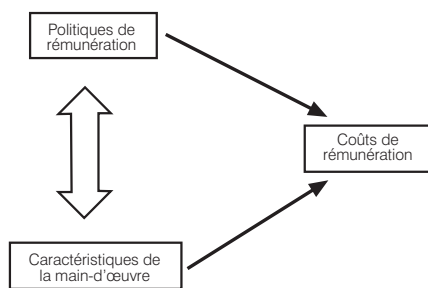 Politiques de
rémunération
Coûts de
rémunération
Caractéristiques de
la main-d'œuvre